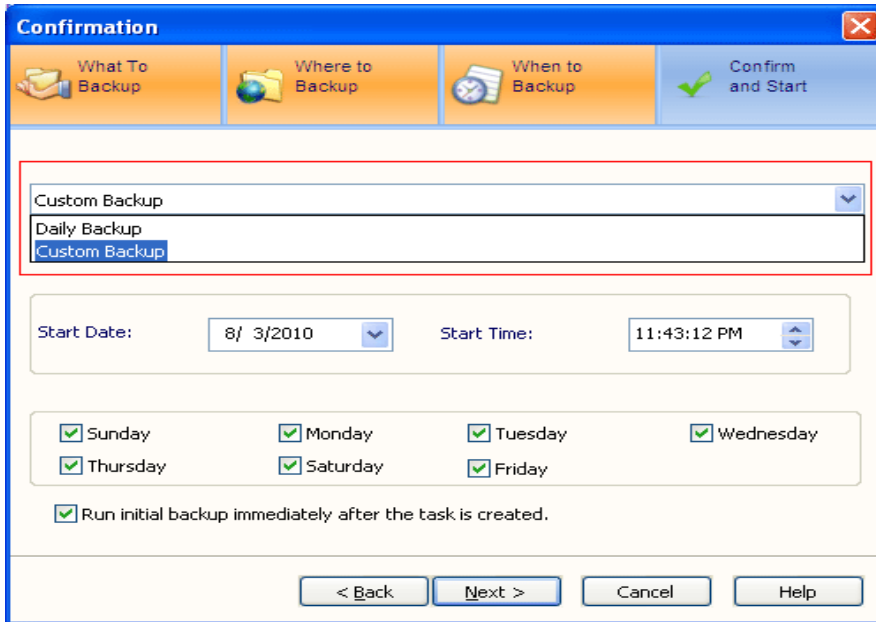 Confirmation
What To Backup
Where to Backup
When to Backup
Confirm and Start
Custom Backup
Daily Backup
Custom Backup
Start Date: 8/ 3/2010 Start Time: 11:43:12 PM
Sunday Monday Tuesday Wednesday
Thursday Saturday Friday
Run initial backup immediately after the task is created.
< Back Next > Cancel Help